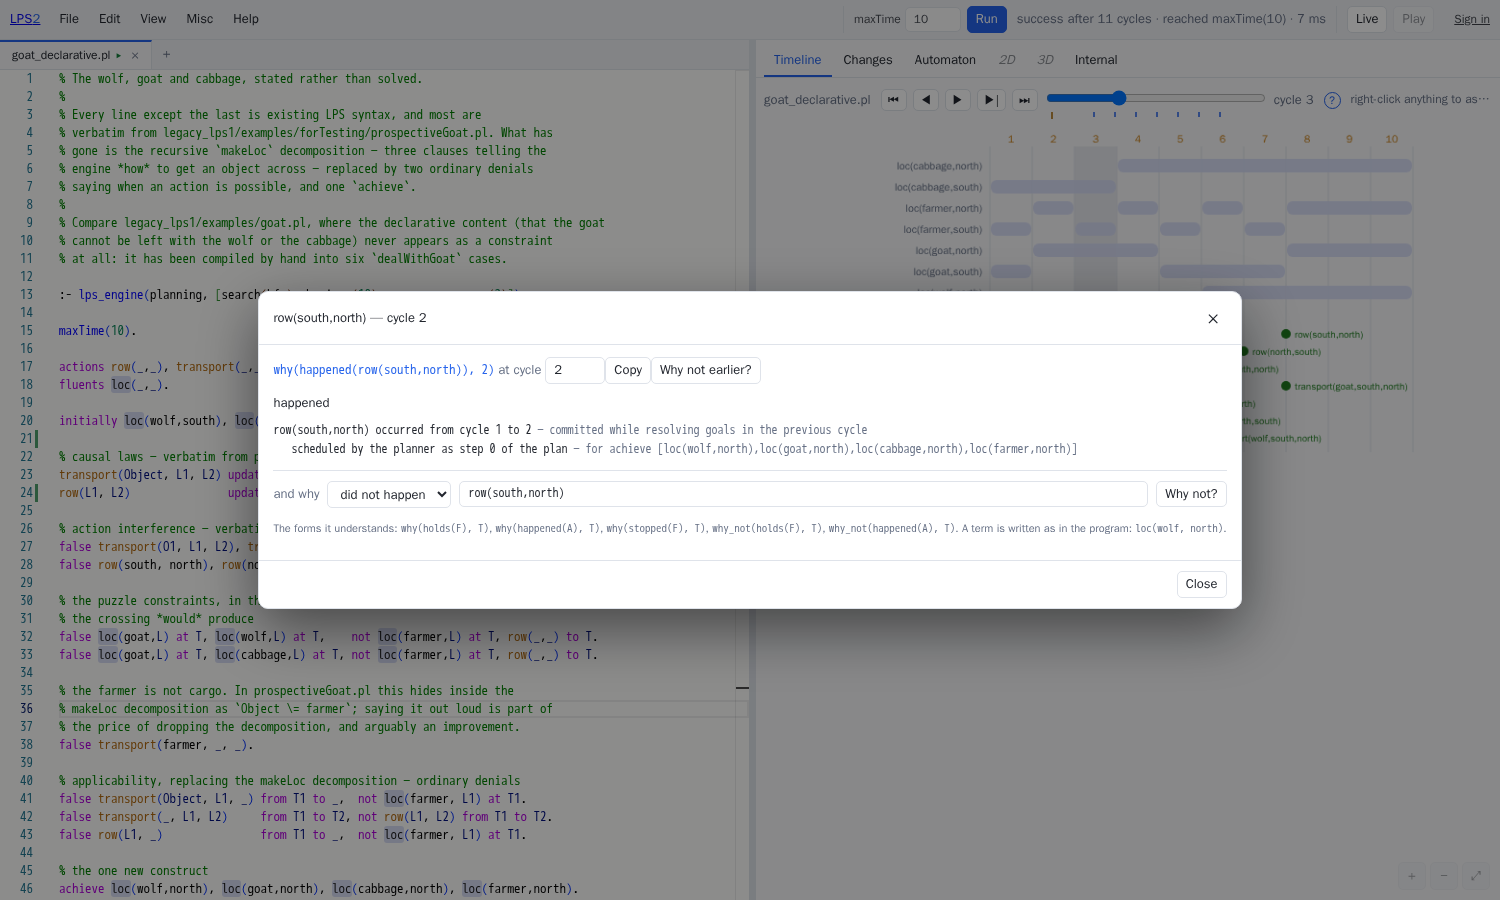 LPS2 File Edit View Misc Help maxTime 10 Run success after 11 cycles · reached maxTime(10) · 7 ms Live Play Sign in
goat_declarative.pl ▸ × +
Timeline Changes Automaton 2D 3D Internal
goat_declarative.pl cycle 3 ? right-click anything to as…
1 2 3 4 5 6 7 8 9 10
loc(cabbage,north)
loc(cabbage,south)
loc(farmer,north)
loc(farmer,south)
loc(goat,north)
loc(goat,south)
row(south,north)
row(north,south)
transport(goat,south,north)
1 % The wolf, goat and cabbage, stated rather than solved.
2 %
3 % Every line except the last is existing LPS syntax, and most are
4 % verbatim from legacy_lps1/examples/forTesting/prospectiveGoat.pl. What has
5 % gone is the recursive `makeLoc` decomposition — three clauses telling the
6 % engine *how* to get an object across — replaced by two ordinary denials
7 % saying when an action is possible, and one `achieve`.
8 %
9 % Compare legacy_lps1/examples/goat.pl, where the declarative content (that the goat
10 % cannot be left with the wolf or the cabbage) never appears as a constraint
11 % at all: it has been compiled by hand into six `dealWithGoat` cases.
12
13 :- lps_engine(planning,
14
15 maxTime(10).
16
17 actions row(_,_), transport(_,
18 fluents loc(_,_).
19
20 initially loc(wolf,south),
21
22 % causal laws — verbatim from
23 transport(Object, L1, L2)
24 row(L1, L2)
25
26 % action interference —
27 false transport(O1, L1, L2),
28 false row(south, north),
29
30 % the puzzle constraints, in
31 % the crossing *would* produce
32 false loc(goat,L) at T, loc(wolf,L) at T, not loc(farmer,L) at T, row(_,_) to T.
33 false loc(goat,L) at T, loc(cabbage,L) at T, not loc(farmer,L) at T, row(_,_) to T.
34
35 % the farmer is not cargo. In prospectiveGoat.pl this hides inside the
36 % makeLoc decomposition as `Object \= farmer`; saying it out loud is part of
37 % the price of dropping the decomposition, and arguably an improvement.
38 false transport(farmer, _, _).
39
40 % applicability, replacing the makeLoc decomposition — ordinary denials
41 false transport(Object, L1, _) from T1 to _, not loc(farmer, L1) at T1.
42 false transport(_, L1, L2) from T1 to T2, not row(L1, L2) from T1 to T2.
43 false row(L1, _) from T1 to _, not loc(farmer, L1) at T1.
44
45 % the one new construct
46 achieve loc(wolf,north), loc(goat,north), loc(cabbage,north), loc(farmer,north).
row(south,north) — cycle 2 ×
why(happened(row(south,north)), 2) at cycle 2 Copy Why not earlier?
happened
row(south,north) occurred from cycle 1 to 2 — committed while resolving goals in the previous cycle
scheduled by the planner as step 0 of the plan — for achieve [loc(wolf,north),loc(goat,north),loc(cabbage,north),loc(farmer,north)]
and why did not happen row(south,north) Why not?
The forms it understands: why(holds(F), T), why(happened(A), T), why(stopped(F), T), why_not(holds(F), T), why_not(happened(A), T). A term is written as in the program: loc(wolf, north).
Close